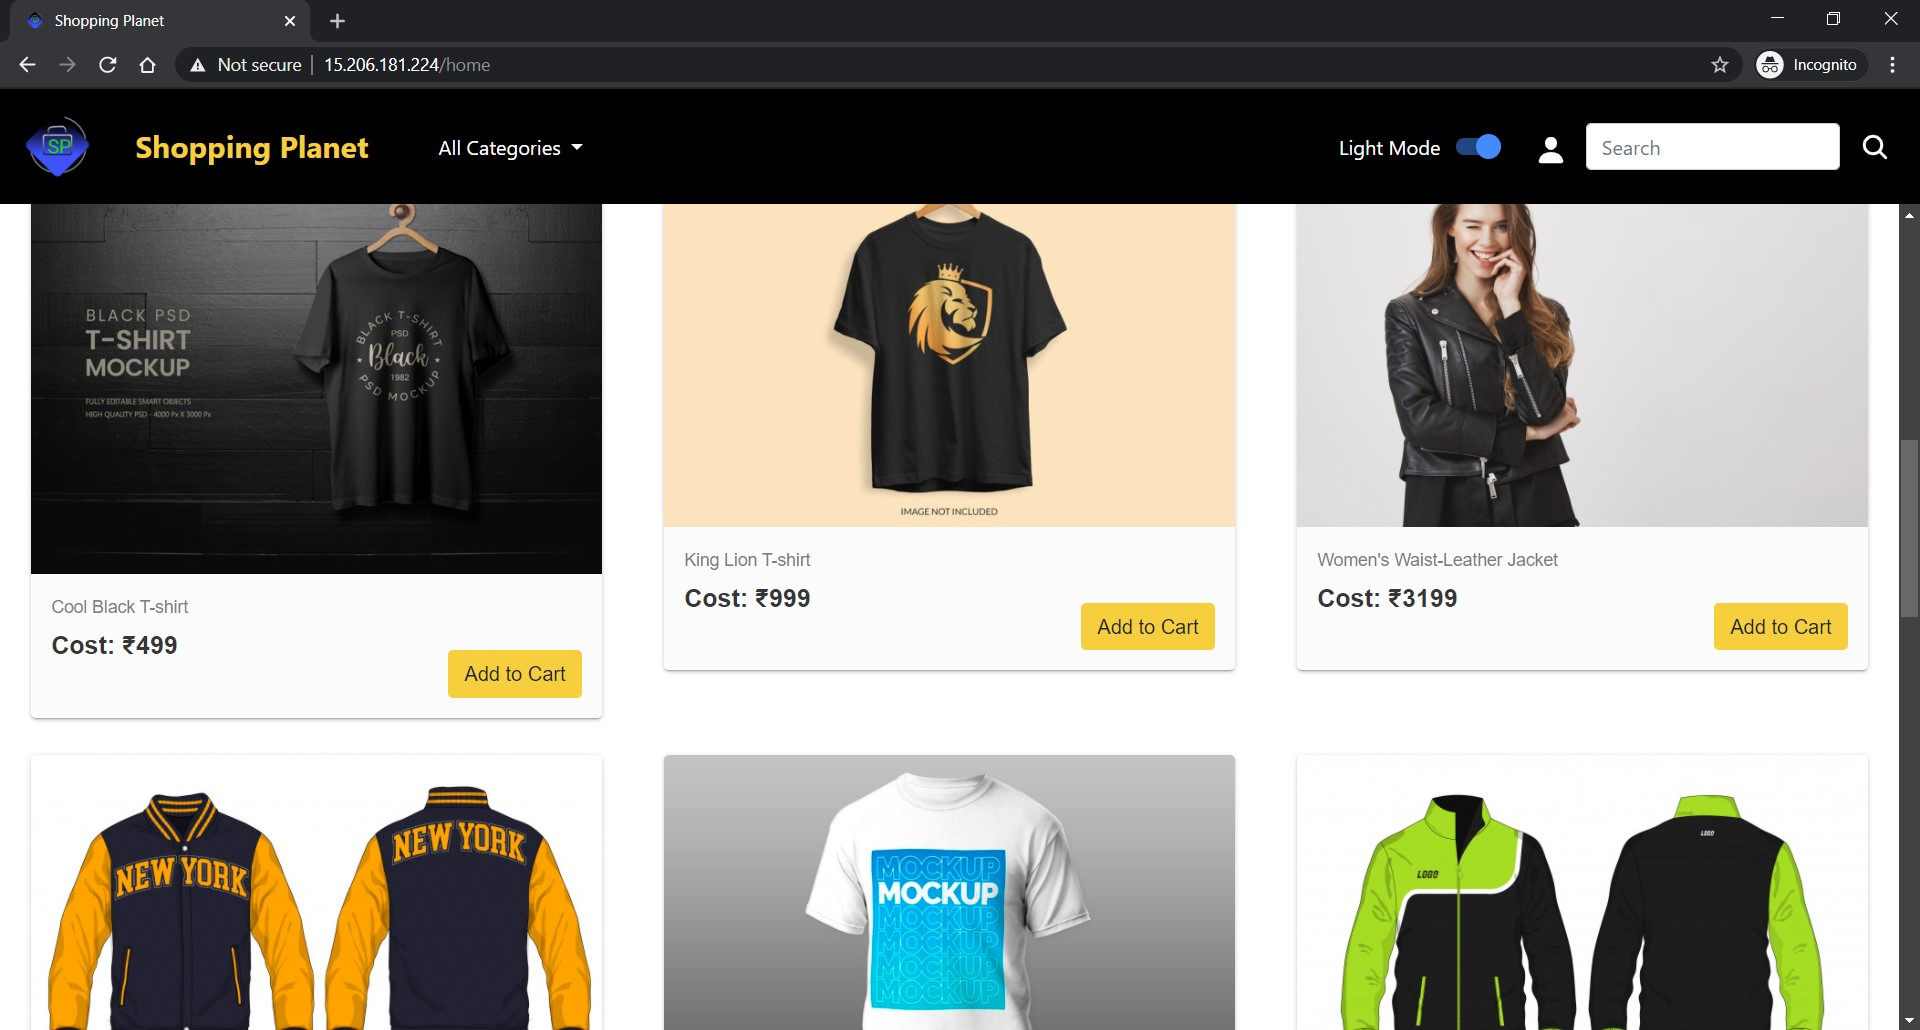 Shopping Planet
Not secure
15.206.181.224/home
Incognito
SP
Shopping Planet
All Categories
Light Mode
Search
BLACK PSD
T-SHIRT
MOCKUP
FULLY EDITABLE SMART OBJECTS
HIGH QUALITY PSD - 4000 Px X 3000 Px
BLACK T-SHIRT
PSD
Black
1982
PSD MOCKUP
IMAGE NOT INCLUDED
Cool Black T-shirt
Cost: ₹499
Add to Cart
King Lion T-shirt
Cost: ₹999
Add to Cart
Women's Waist-Leather Jacket
Cost: ₹3199
Add to Cart
NEW YORK
NEW YORK
MOCKUP
MOCKUP
MOCKUP
MOCKUP
MOCKUP
MOCKUP
LOGO
LOGO